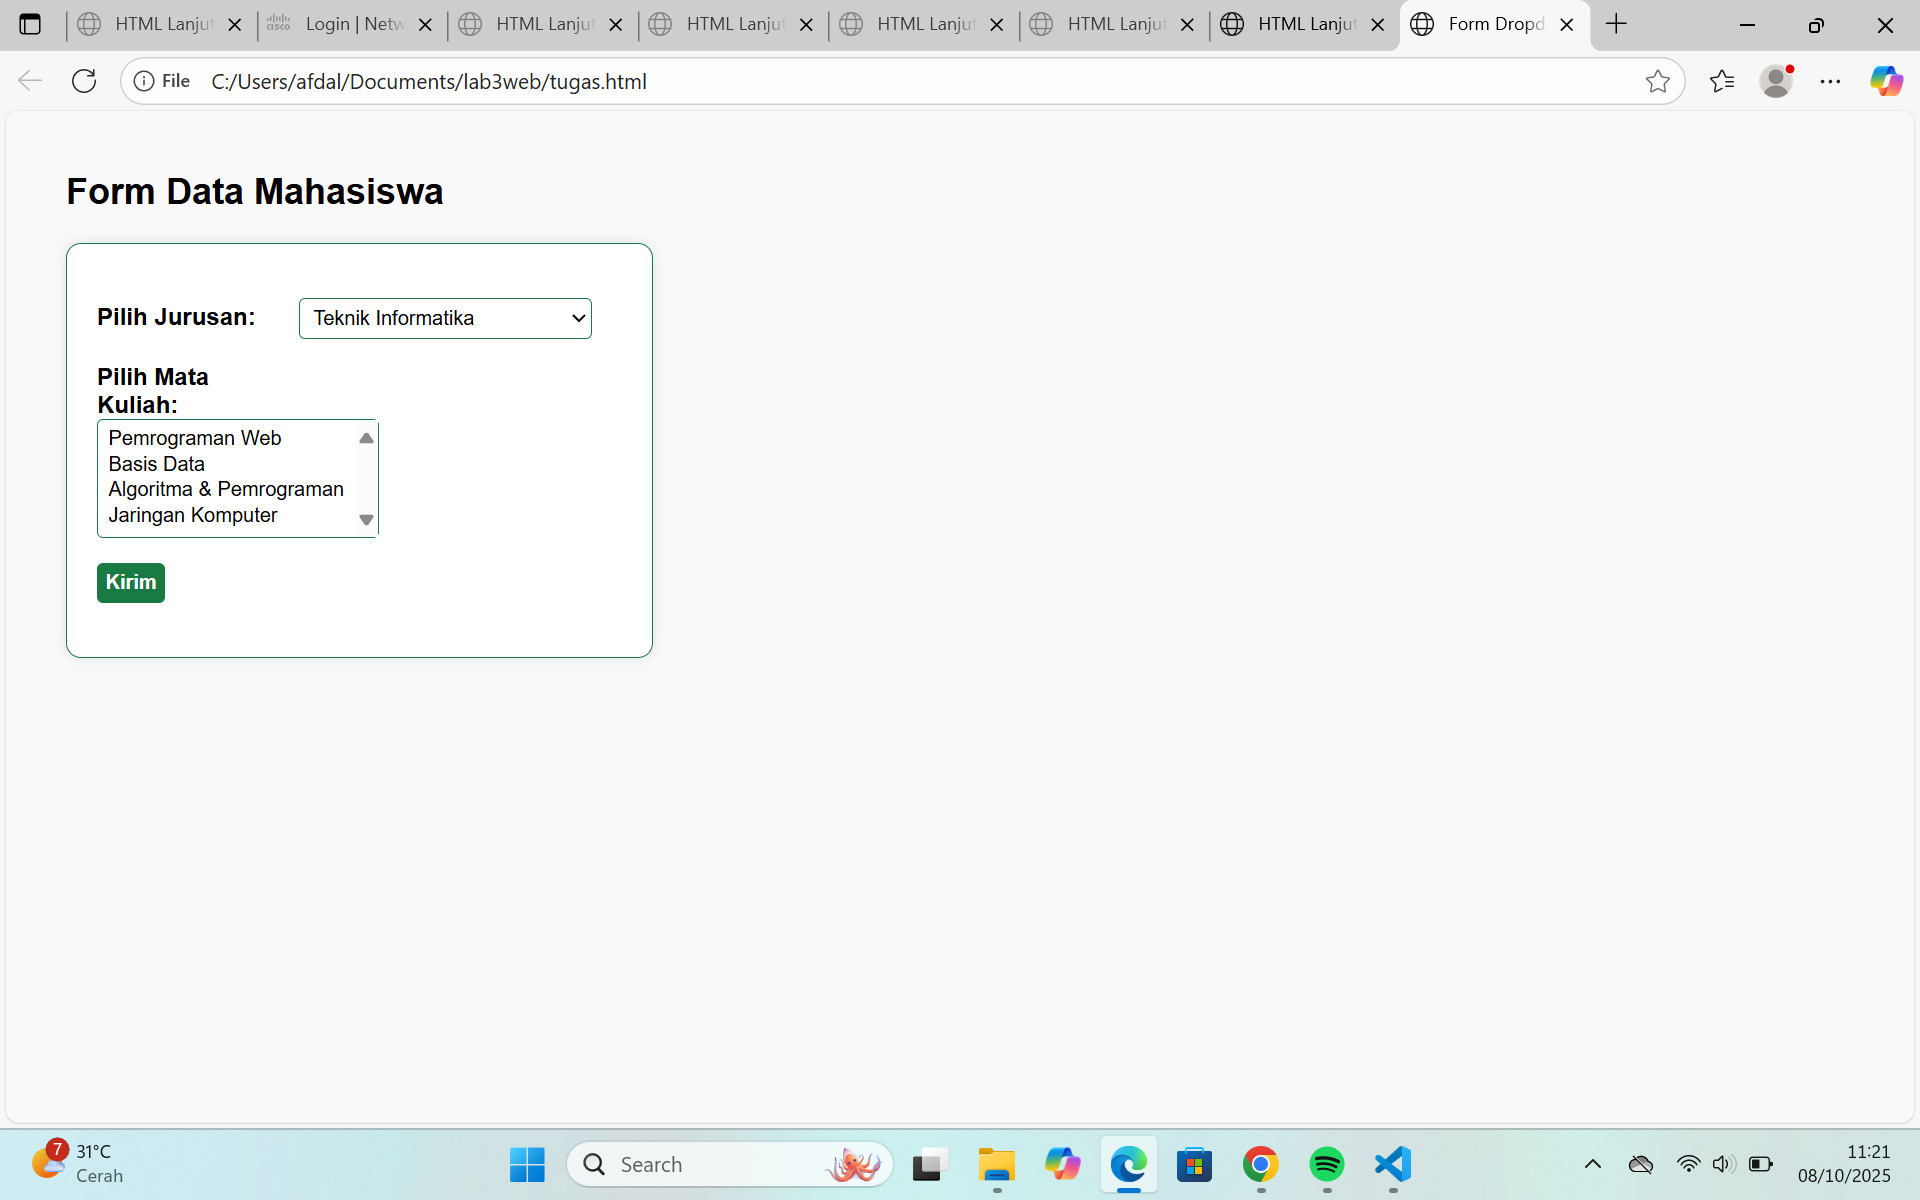 HTML Lanjut
Login | Netw
HTML Lanjut
HTML Lanjut
HTML Lanjut
HTML Lanjut
HTML Lanjut
Form Dropd
File C:/Users/afdal/Documents/lab3web/tugas.html
Form Data Mahasiswa
Pilih Jurusan: Teknik Informatika
Pilih Mata
Kuliah:
Pemrograman Web
Basis Data
Algoritma & Pemrograman
Jaringan Komputer
Kirim
7
31°C
Cerah
Search
11:21
08/10/2025